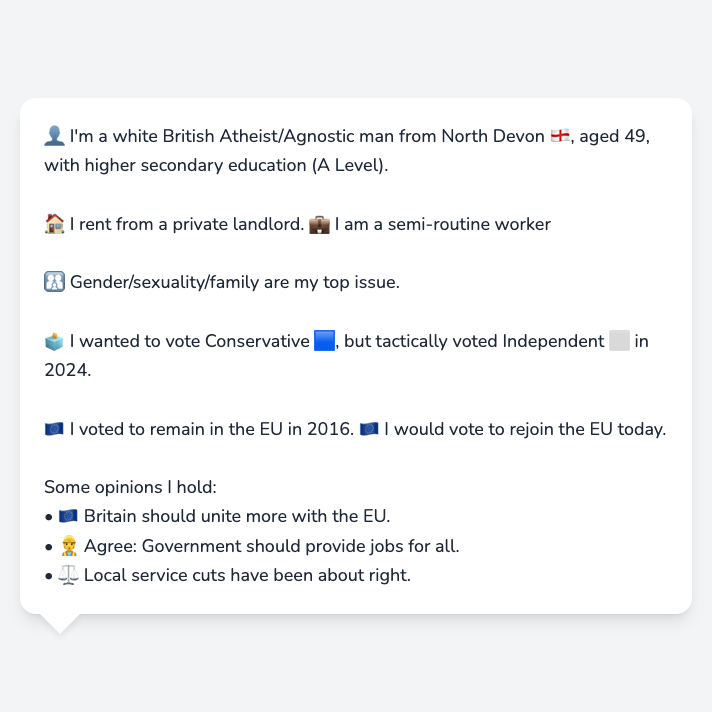 👤 I'm a white British Atheist/Agnostic man from North Devon 🏴󠁧󠁢󠁥󠁮󠁧󠁿, aged 49,
with higher secondary education (A Level).
🏠 I rent from a private landlord. 💼 I am a semi-routine worker
🚻 Gender/sexuality/family are my top issue.
🗳️ I wanted to vote Conservative 🟦, but tactically voted Independent ⬜ in
2024.
🇪🇺 I voted to remain in the EU in 2016. 🇪🇺 I would vote to rejoin the EU today.
Some opinions I hold:
• 🇪🇺 Britain should unite more with the EU.
• 👷 Agree: Government should provide jobs for all.
• ⚖️ Local service cuts have been about right.